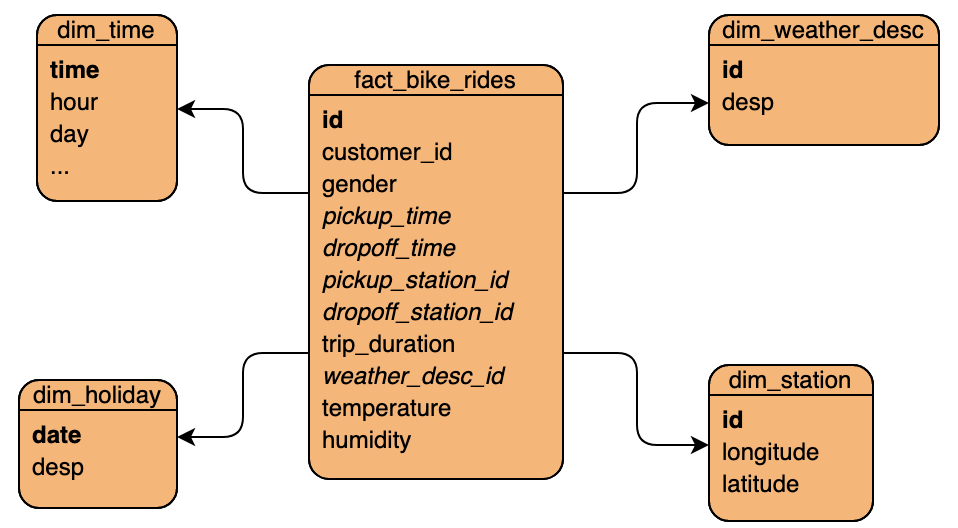 dim_time
time
hour
day
...
fact_bike_rides
id
customer_id
gender
pickup_time
dropoff_time
pickup_station_id
dropoff_station_id
trip_duration
weather_desc_id
temperature
humidity
dim_weather_desc
id
desp
dim_holiday
date
desp
dim_station
id
longitude
latitude